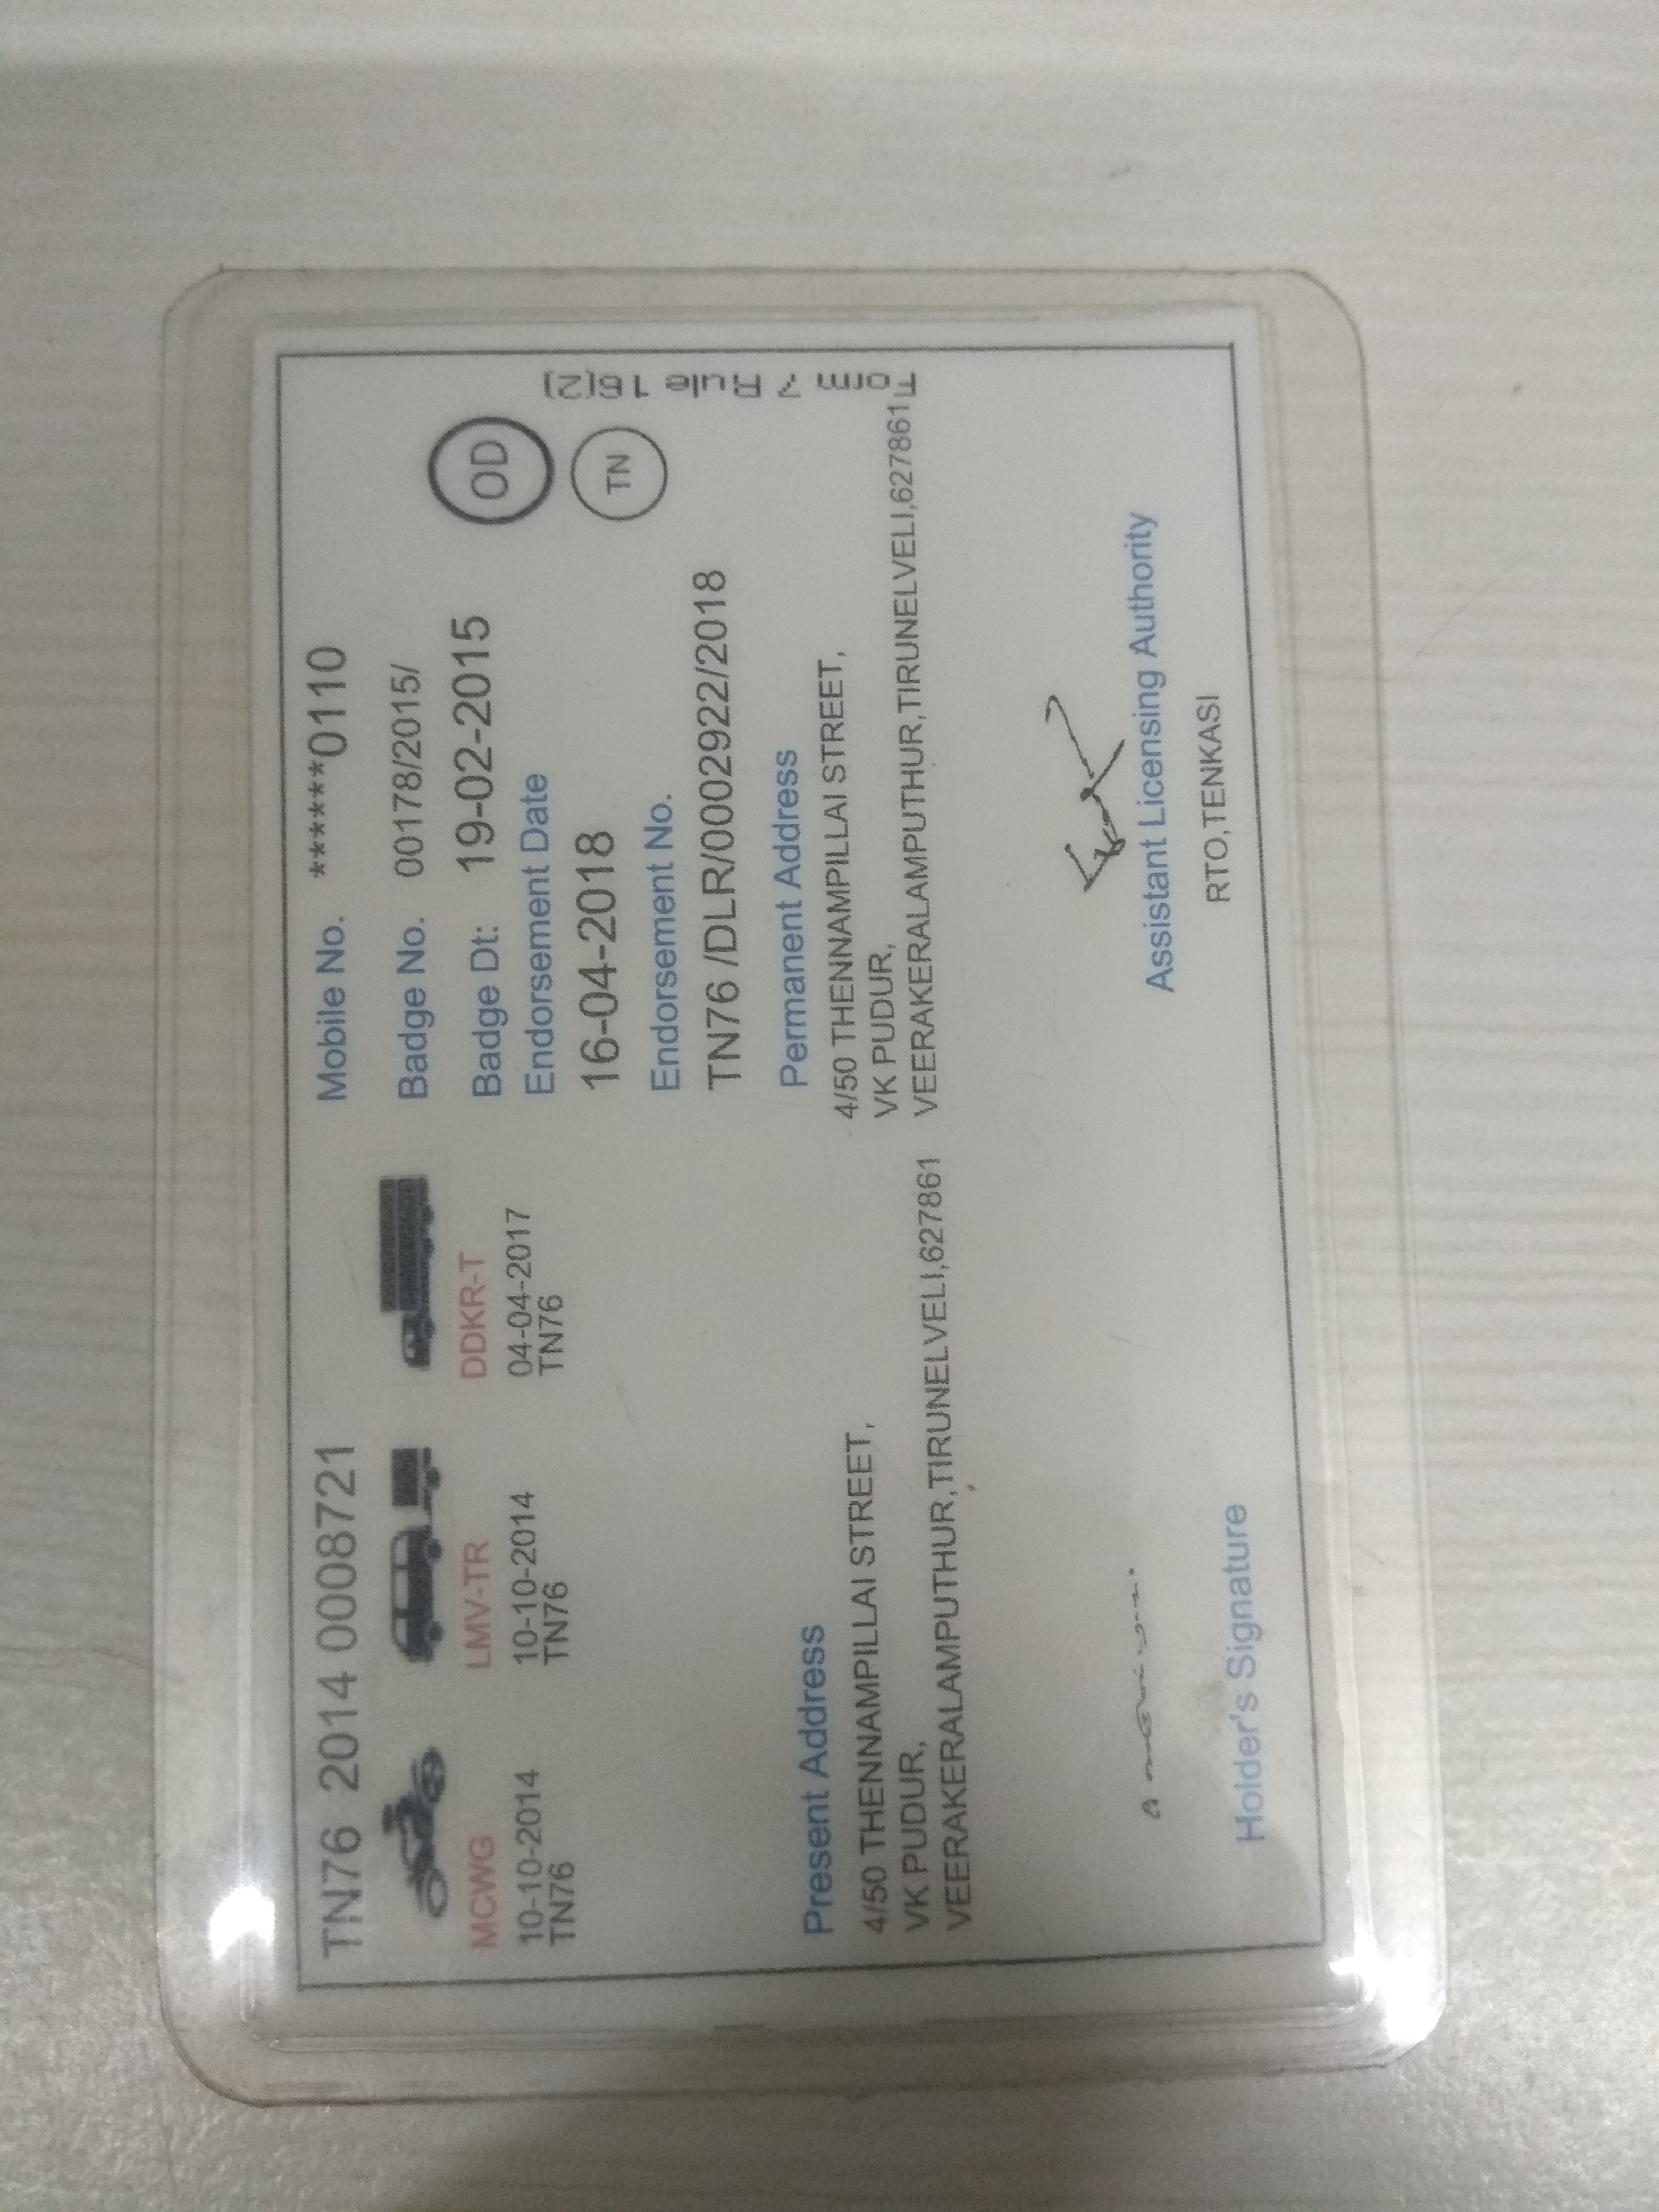 TN76 2014 0008721
MCWG
10-10-2014
TN76
LMV-TR
10-10-2014
TN76
DDKR-T
04-04-2017
TN76
Mobile No. ******0110
Badge No. 00178/2015/
Badge Dt: 19-02-2015
Endorsement Date
16-04-2018
Endorsement No.
TN76 /DLR/0002922/2018
OD
TN
Form 7 Rule 16(2)
Present Address
4/50 THENNAMPILLAI STREET,
VK PUDUR,
VEERAKERALAMPUTHUR,TIRUNELVELI,627861
Permanent Address
4/50 THENNAMPILLAI STREET,
VK PUDUR,
VEERAKERALAMPUTHUR,TIRUNELVELI,627861
Holder's Signature
Assistant Licensing Authority
RTO,TENKASI